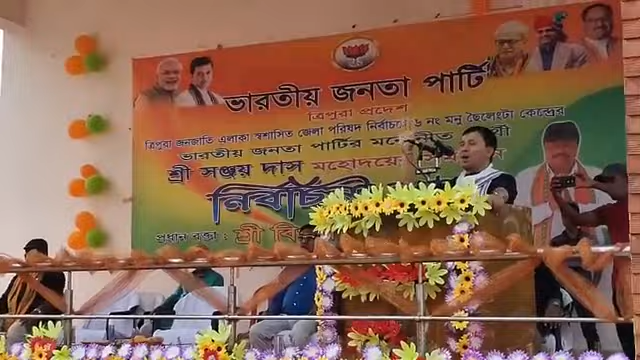 ভারতীয় জনতা পার্টি
ত্রিপুরা প্রদেশ
ত্রিপুরা জনজাতি এলাকা স্বশাসিত জেলা পরিষদ নির্বাচনে ৬ নং মনু ছৈলেংটা কেন্দ্রের
ভারতীয় জনতা পার্টির
শ্রী সঞ্জয় দাস মহোদয়ের
নির্বাচনী
প্রধান বক্তা : শ্রী